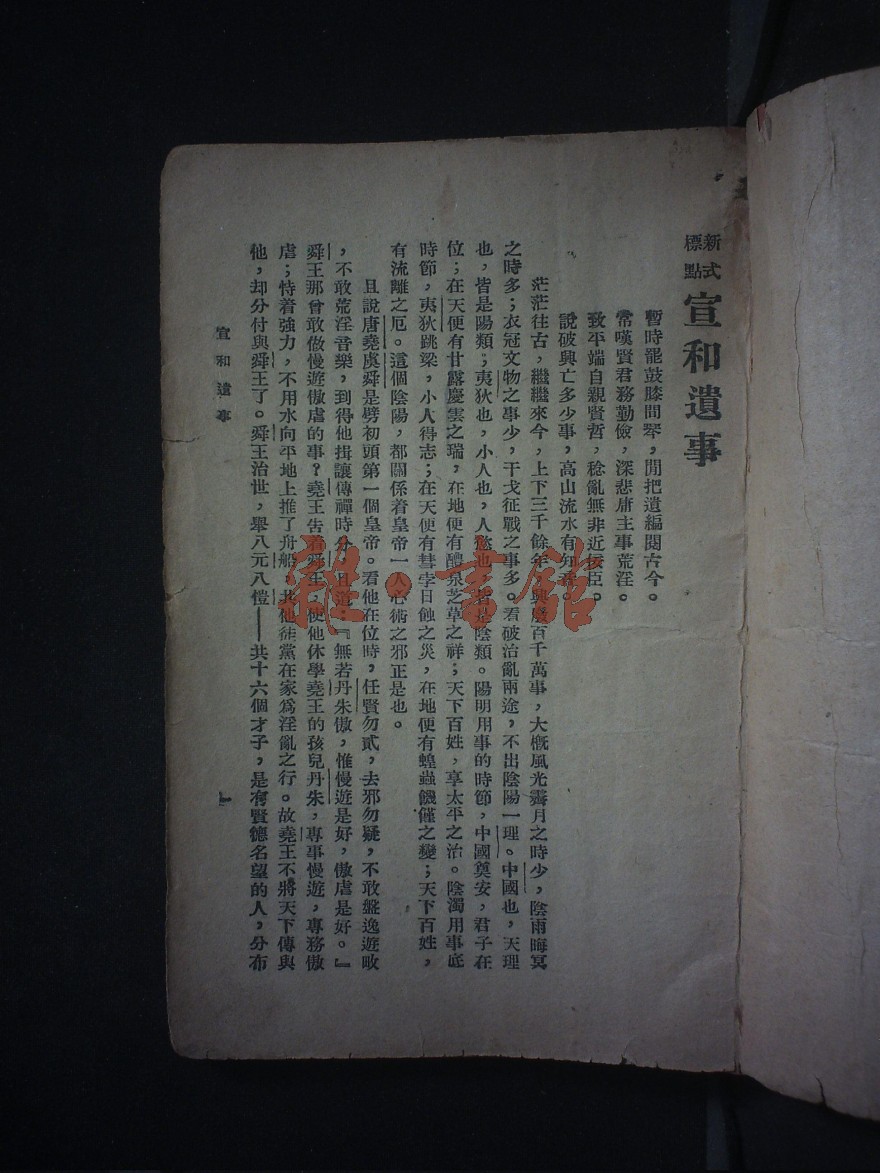 新式標點 宣和遺事
暫時罷鼓膝間琴，閒把遺編閱古今。
常嘆賢君務勤儉，深悲庸主事荒淫。
致平端自親賢哲，稔亂無非近佞臣。
說破興亡多少事，高山流水有知音。
茫茫往古，繼繼來今，上下三千餘年，興廢百千萬事，大概風光霽月之時少，陰雨晦冥
之時多；衣冠文物之事少，干戈征戰之事多。看破治亂兩途，不出陰陽一理。中國也，天理
也，皆是陽類；夷狄也，小人也，人慾也，皆是陰類。陽明用事的時節，中國奠安，君子在
位；在天便有甘露慶雲之瑞，在地便有醴泉芝草之祥；天下百姓，享太平之治。陰濁用事底
時節，夷狄跳梁，小人得志；在天便有彗孛日蝕之災，在地便有蝗蟲饑饉之變；天下百姓，
有流離之厄。這個陰陽，都關係着皇帝一人心術之邪正是也。
且說唐堯虞舜是劈初頭第一個皇帝。看他在位時，任賢勿貳，去邪勿疑，不敢盤逸遊畋
，不敢荒淫音樂，到得他揖讓傳禪時分，且道：『無若丹朱傲，惟慢遊是好，傲虐是好。』
舜王那曾敢傲慢遊傲虐的事？堯王告着舜王，使他休學堯王的孩兒丹朱，專事慢遊，專務傲
虐；恃着強力，不用水向平地上推了舟船，共他徒黨在家爲淫亂之行。故堯王不將天下傳與
他，却分付與舜王了。舜王治世，舉八元八愷——共十六個才子，是有賢德名望的人，分布
宣和遺事
一
雜·書館